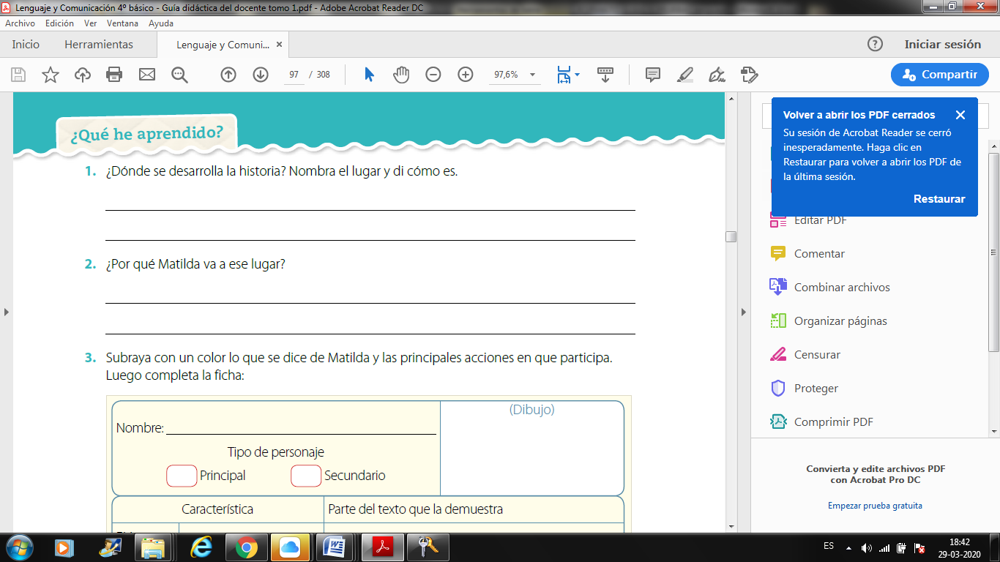 Lenguaje y Comunicación 4º básico - Guía didáctica del docente tomo 1.pdf - Adobe Acrobat Reader DC
Archivo Edición Ver Ventana Ayuda
Inicio Herramientas Lenguaje y Comuni... × Iniciar sesión
97 / 308 97,6% Compartir
¿Qué he aprendido?
1. ¿Dónde se desarrolla la historia? Nombra el lugar y di cómo es.
2. ¿Por qué Matilda va a ese lugar?
3. Subraya con un color lo que se dice de Matilda y las principales acciones en que participa.
Luego completa la ficha:
(Dibujo)
Nombre:
Tipo de personaje
Principal Secundario
Característica Parte del texto que la demuestra
Volver a abrir los PDF cerrados
Su sesión de Acrobat Reader se cerró
inesperadamente. Haga clic en
Restaurar para volver a abrir los PDF de
la última sesión.
Restaurar
Editar PDF
Comentar
Combinar archivos
Organizar páginas
Censurar
Proteger
Comprimir PDF
Convierta y edite archivos PDF
con Acrobat Pro DC
Empezar prueba gratuita
ES 18:42
29-03-2020